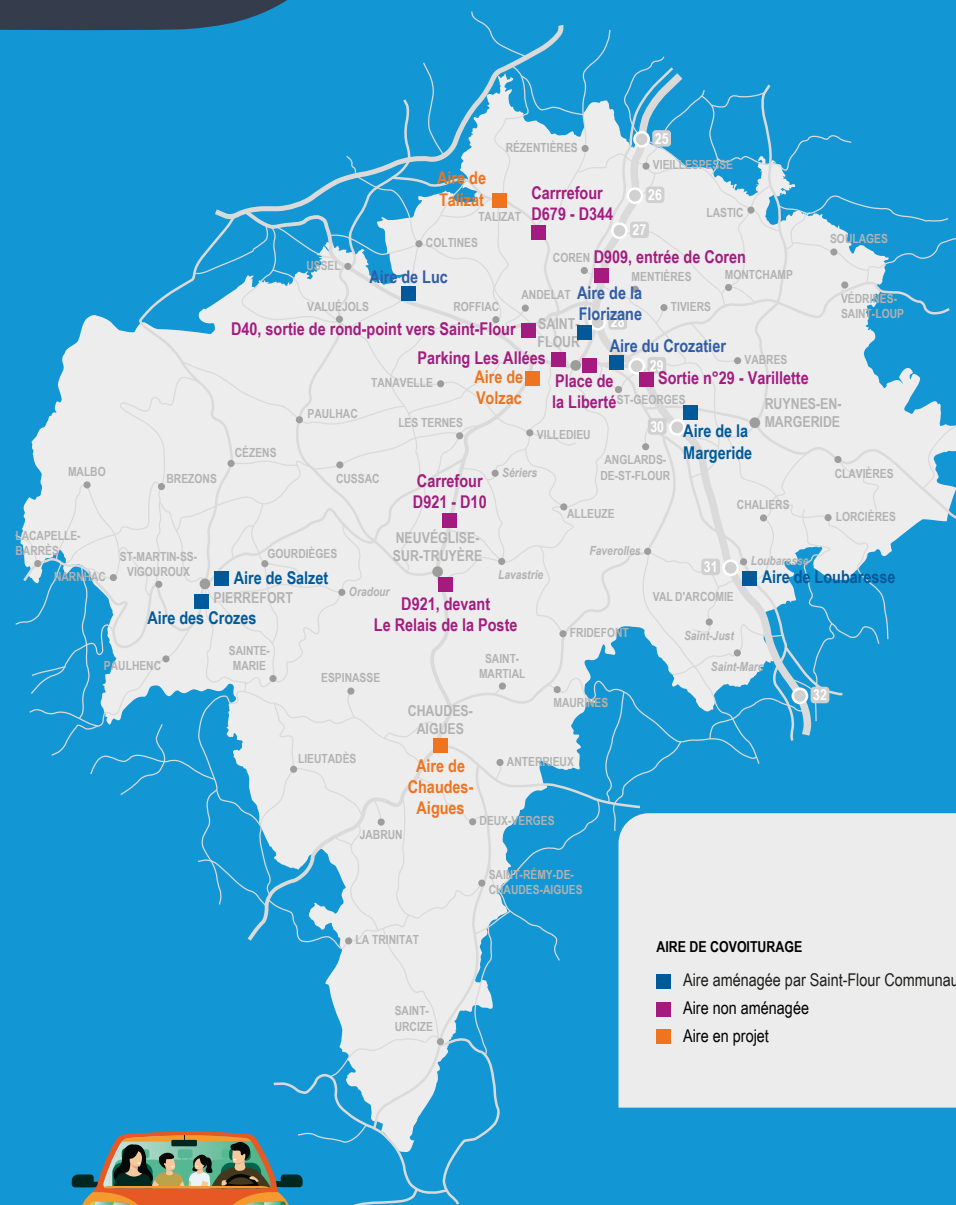 25
RÉZENTIÈRES
VIEILLESPESSE
Aire de
Talizat
TALIZAT
Carrrefour
D679 - D344
26
LASTIC
27
COLTINES
SOULAGES
COREN
D909, entrée de Coren
USSEL
MENTIÈRES
MONTCHAMP
Aire de Luc
ANDELAT
Aire de la
Florizane
VÉDRINES-
SAINT-LOUP
VALUÉJOLS
ROFFIAC
TIVIERS
D40, sortie de rond-point vers Saint-Flour
SAINT-
FLOUR
28
Aire du Crozatier
Parking Les Allées
29
VABRES
TANAVELLE
Aire de
Volzac
Place de
la Liberté
Sortie n°29 - Varillette
ST-GEORGES
RUYNES-EN-
MARGERIDE
PAULHAC
LES TERNES
VILLEDIEU
30
Aire de la
Margeride
CÉZENS
ANGLARDS-
DE-ST-FLOUR
MALBO
BREZONS
CUSSAC
Sériers
CLAVIÈRES
Carrefour
D921 - D10
ALLEUZE
CHALIERS
LORCIÈRES
LACAPELLE-
BARRÈS
NEUVÉGLISE-
SUR-TRUYÈRE
ST-MARTIN-SS-
VIGOUROUX
GOURDIÈGES
Faverolles
Loubaresse
NARNHAC
Aire de Salzet
Lavastrie
31
Aire de Loubaresse
PIERREFORT
Oradour
VAL D'ARCOMIE
Aire des Crozes
D921, devant
Le Relais de la Poste
FRIDEFONT
Saint-Just
PAULHENC
SAINTE-
MARIE
SAINT-
MARTIAL
Saint-Marc
ESPINASSE
MAURINES
32
CHAUDES-
AIGUES
LIEUTADÈS
Aire de
Chaudes-
Aigues
ANTERRIEUX
JABRUN
DEUX-VERGES
SAINT-RÉMY-DE-
CHAUDES-AIGUES
LA TRINITAT
SAINT-
URCIZE
AIRE DE COVOITURAGE
Aire aménagée par Saint-Flour Communau
Aire non aménagée
Aire en projet